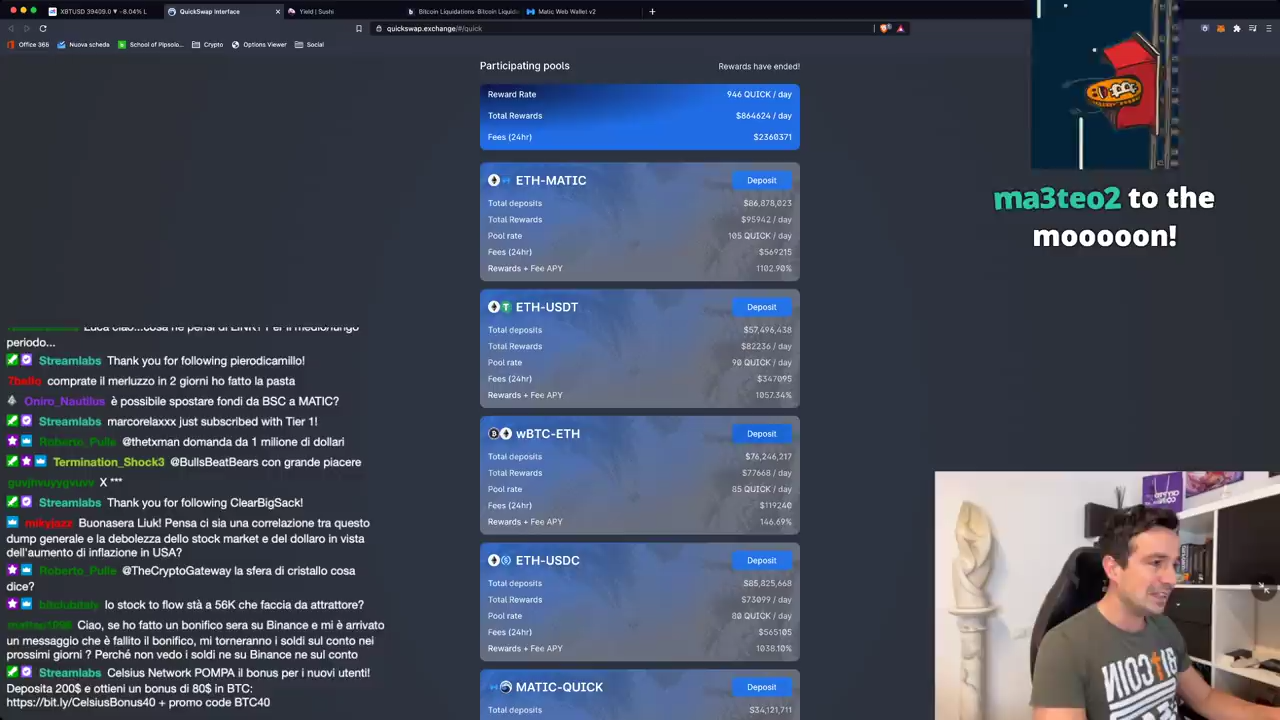 XBTUSD 39409.0 ▼ -8.04% L
QuickSwap Interface
Yield | Sushi
Bitcoin Liquidations-Bitcoin Liquida
Matic Web Wallet v2
quickswap.exchange/#/quick
Office 365
Nuova scheda
School of Pipsolo...
Crypto
Options Viewer
Social
Participating pools
Rewards have ended!
Reward Rate 946 QUICK / day
Total Rewards $864624 / day
Fees (24hr) $2360371
ETH-MATIC Deposit
Total deposits $86,878,023
Total Rewards $95942 / day
Pool rate 105 QUICK / day
Fees (24hr) $569215
Rewards + Fee APY 1102.90%
ETH-USDT Deposit
Total deposits $57,496,438
Total Rewards $82236 / day
Pool rate 90 QUICK / day
Fees (24hr) $347095
Rewards + Fee APY 1057.34%
wBTC-ETH Deposit
Total deposits $76,246,217
Total Rewards $77668 / day
Pool rate 85 QUICK / day
Fees (24hr) $119240
Rewards + Fee APY 146.69%
ETH-USDC Deposit
Total deposits $85,825,668
Total Rewards $73099 / day
Pool rate 80 QUICK / day
Fees (24hr) $565105
Rewards + Fee APY 1038.10%
MATIC-QUICK Deposit
Total deposits $34,121,711
ma3teo2 to the
mooooon!
Luca ciao...cosa ne pensi di LINK? Per il medio/lungo
periodo...
Streamlabs Thank you for following pierodicamillo!
7hello comprate il merluzzo in 2 giorni ho fatto la pasta
Oniro_Nautilus è possibile spostare fondi da BSC a MATIC?
Streamlabs marcorelaxxx just subscribed with Tier 1!
Roberto_Pulle @thetxman domanda da 1 milione di dollari
Termination_Shock3 @BullsBeatBears con grande piacere
guvjhvuyygvuvv X ***
Streamlabs Thank you for following ClearBigSack!
mikyjazz Buonasera Liuk! Pensa ci sia una correlazione tra questo
dump generale e la debolezza dello stock market e del dollaro in vista
dell'aumento di inflazione in USA?
Roberto_Pulle @TheCryptoGateway la sfera di cristallo cosa
dice?
bitclubitaly lo stock to flow stà a 56K che faccia da attrattore?
matteo1096 Ciao, se ho fatto un bonifico sera su Binance e mi è arrivato
un messaggio che è fallito il bonifico, mi torneranno i soldi sul conto nei
prossimi giorni ? Perché non vedo i soldi ne su Binance ne sul conto
Streamlabs Celsius Network POMPA il bonus per i nuovi utenti!
Deposita 200$ e ottieni un bonus di 80$ in BTC:
https://bit.ly/CelsiusBonus40 + promo code BTC40